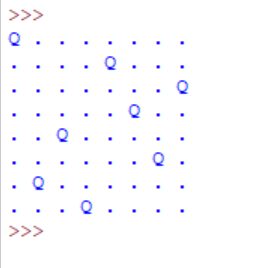 >>>
Q . . . . . . .
. . . . Q . . .
. . . . . . . Q
. . . . . Q . .
. . Q . . . . .
. . . . . . Q .
. Q . . . . . .
. . . Q . . . .
>>>